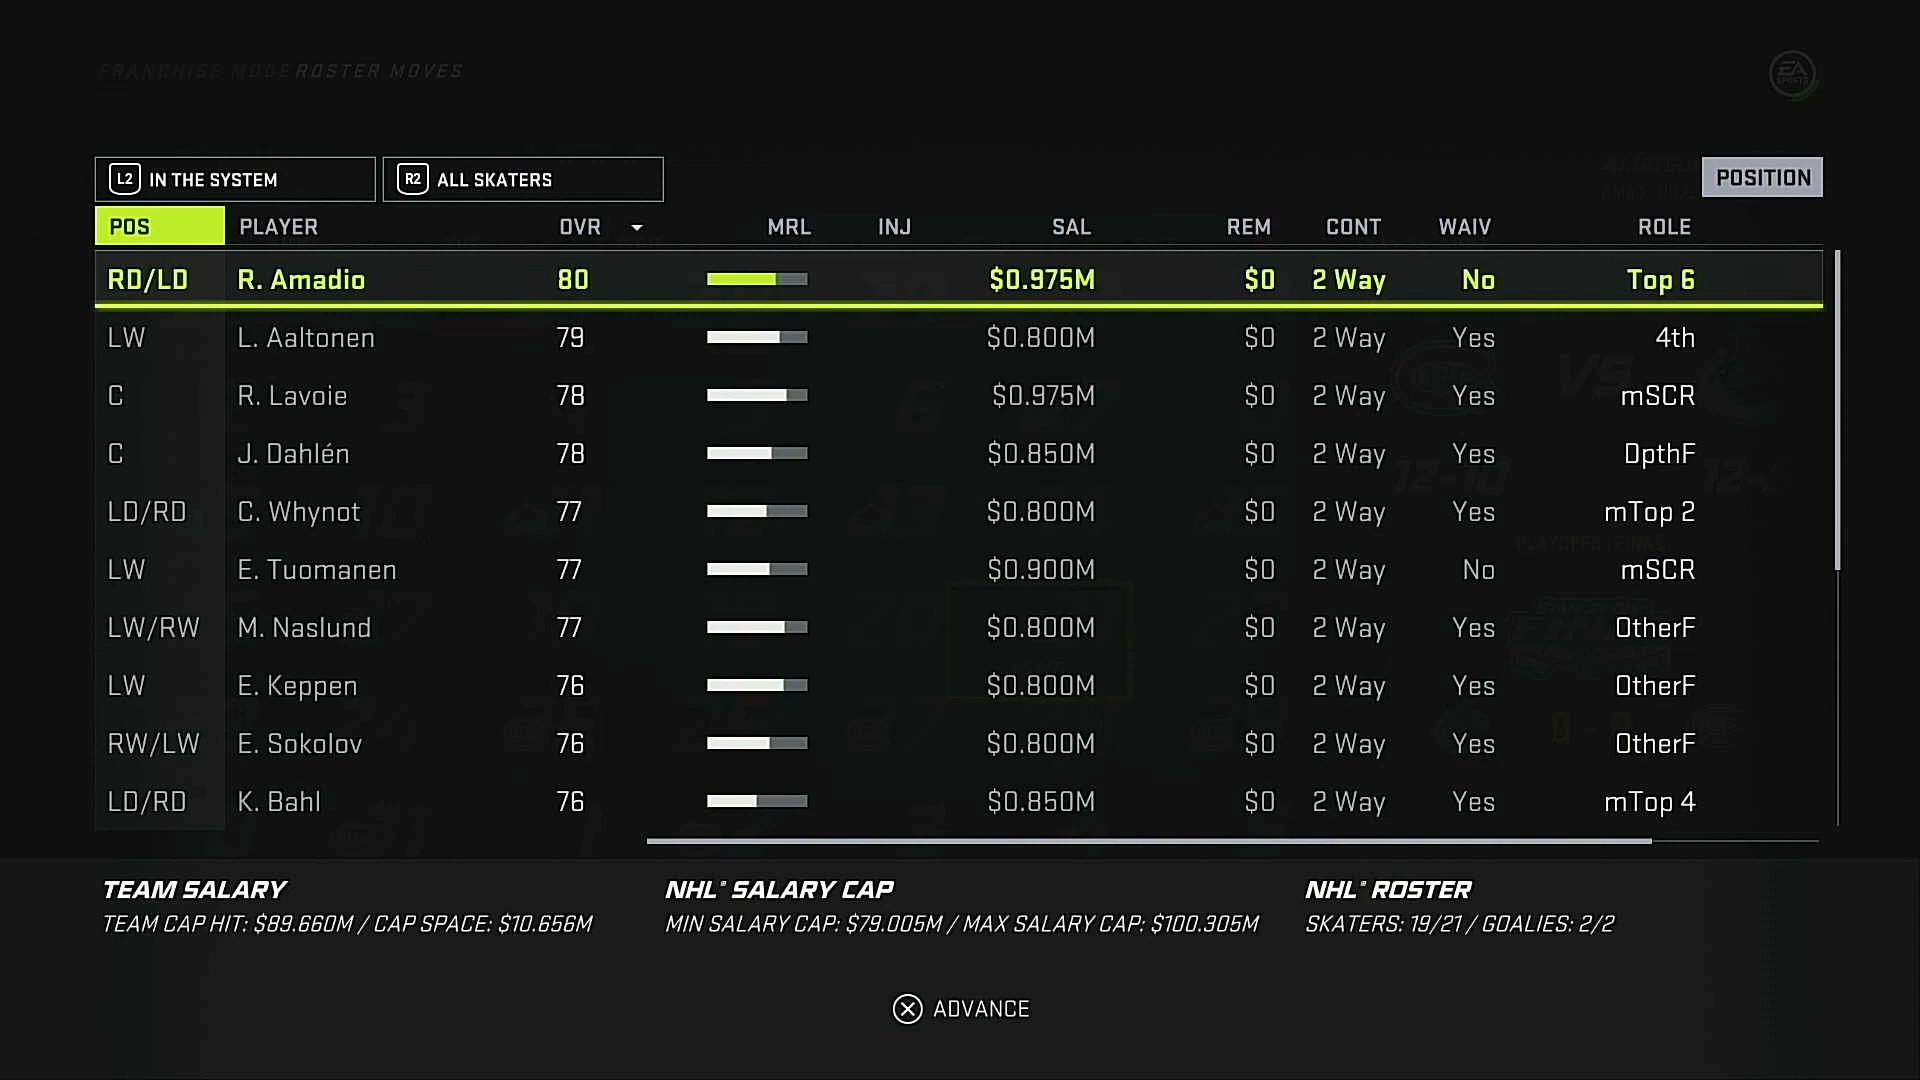 FRANCHISE MODE ROSTER MOVES
EA SPORTS
L2 IN THE SYSTEM R2 ALL SKATERS POSITION
POS PLAYER OVR MRL INJ SAL REM CONT WAIV ROLE
RD/LD R. Amadio 80 $0.975M $0 2 Way No Top 6
LW L. Aaltonen 79 $0.800M $0 2 Way Yes 4th
C R. Lavoie 78 $0.975M $0 2 Way Yes mSCR
C J. Dahlén 78 $0.850M $0 2 Way Yes DpthF
LD/RD C. Whynot 77 $0.800M $0 2 Way Yes mTop 2
LW E. Tuomanen 77 $0.900M $0 2 Way No mSCR
LW/RW M. Naslund 77 $0.800M $0 2 Way Yes OtherF
LW E. Keppen 76 $0.800M $0 2 Way Yes OtherF
RW/LW E. Sokolov 76 $0.800M $0 2 Way Yes OtherF
LD/RD K. Bahl 76 $0.850M $0 2 Way Yes mTop 4
VS
12-10
TEAM SALARY NHL® SALARY CAP NHL® ROSTER
TEAM CAP HIT: $89.660M / CAP SPACE: $10.656M MIN SALARY CAP: $79.005M / MAX SALARY CAP: $100.305M SKATERS: 19/21 / GOALIES: 2/2
ADVANCE